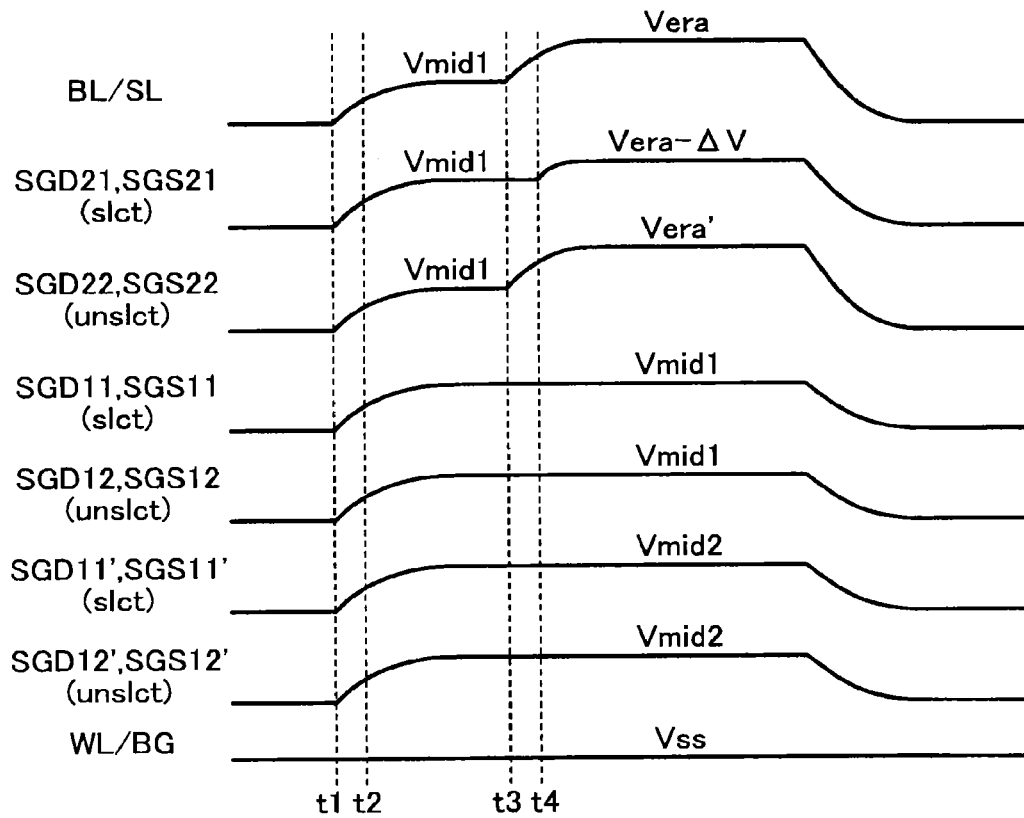 Vera
Vmid1
BL/SL
Vera-ΔV
Vmid1
SGD21,SGS21
(slct)
Vera'
Vmid1
SGD22,SGS22
(unslct)
Vmid1
SGD11,SGS11
(slct)
Vmid1
SGD12,SGS12
(unslct)
Vmid2
SGD11',SGS11'
(slct)
Vmid2
SGD12',SGS12'
(unslct)
Vss
WL/BG
t1 t2 t3 t4